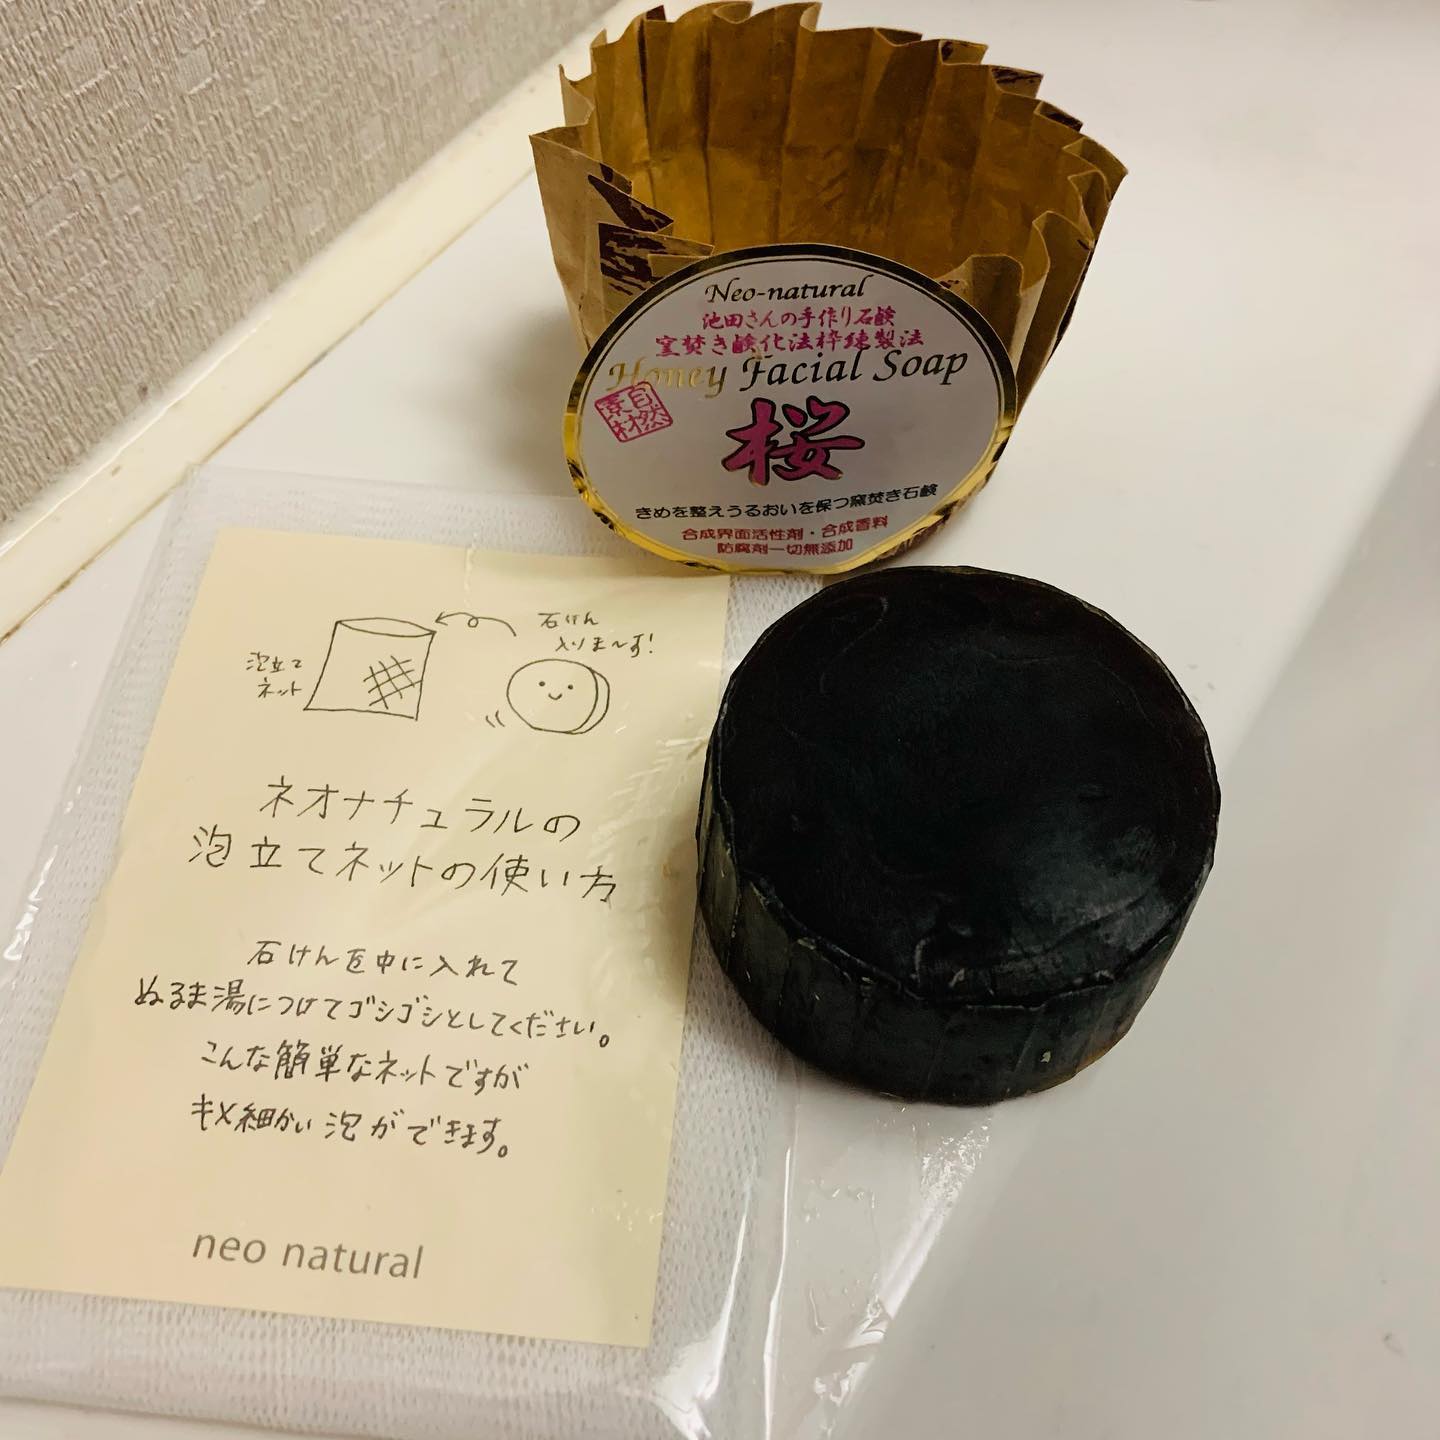 Neo-natural
池田さんの手作り石鹸
窯焚き鹸化法枠練製法
Honey Facial Soap
自然
素材
桜
きめを整えうるおいを保つ窯焚き石鹸
合成界面活性剤・合成香料
防腐剤一切無添加
石けん
入りま〜す!
泡立て
ネット
ネオナチュラルの
泡立てネットの使い方
石けんを中に入れて
ぬるま湯につけてゴシゴシとしてください。
こんな簡単なネットですが
キメ細かい泡ができます。
neo natural